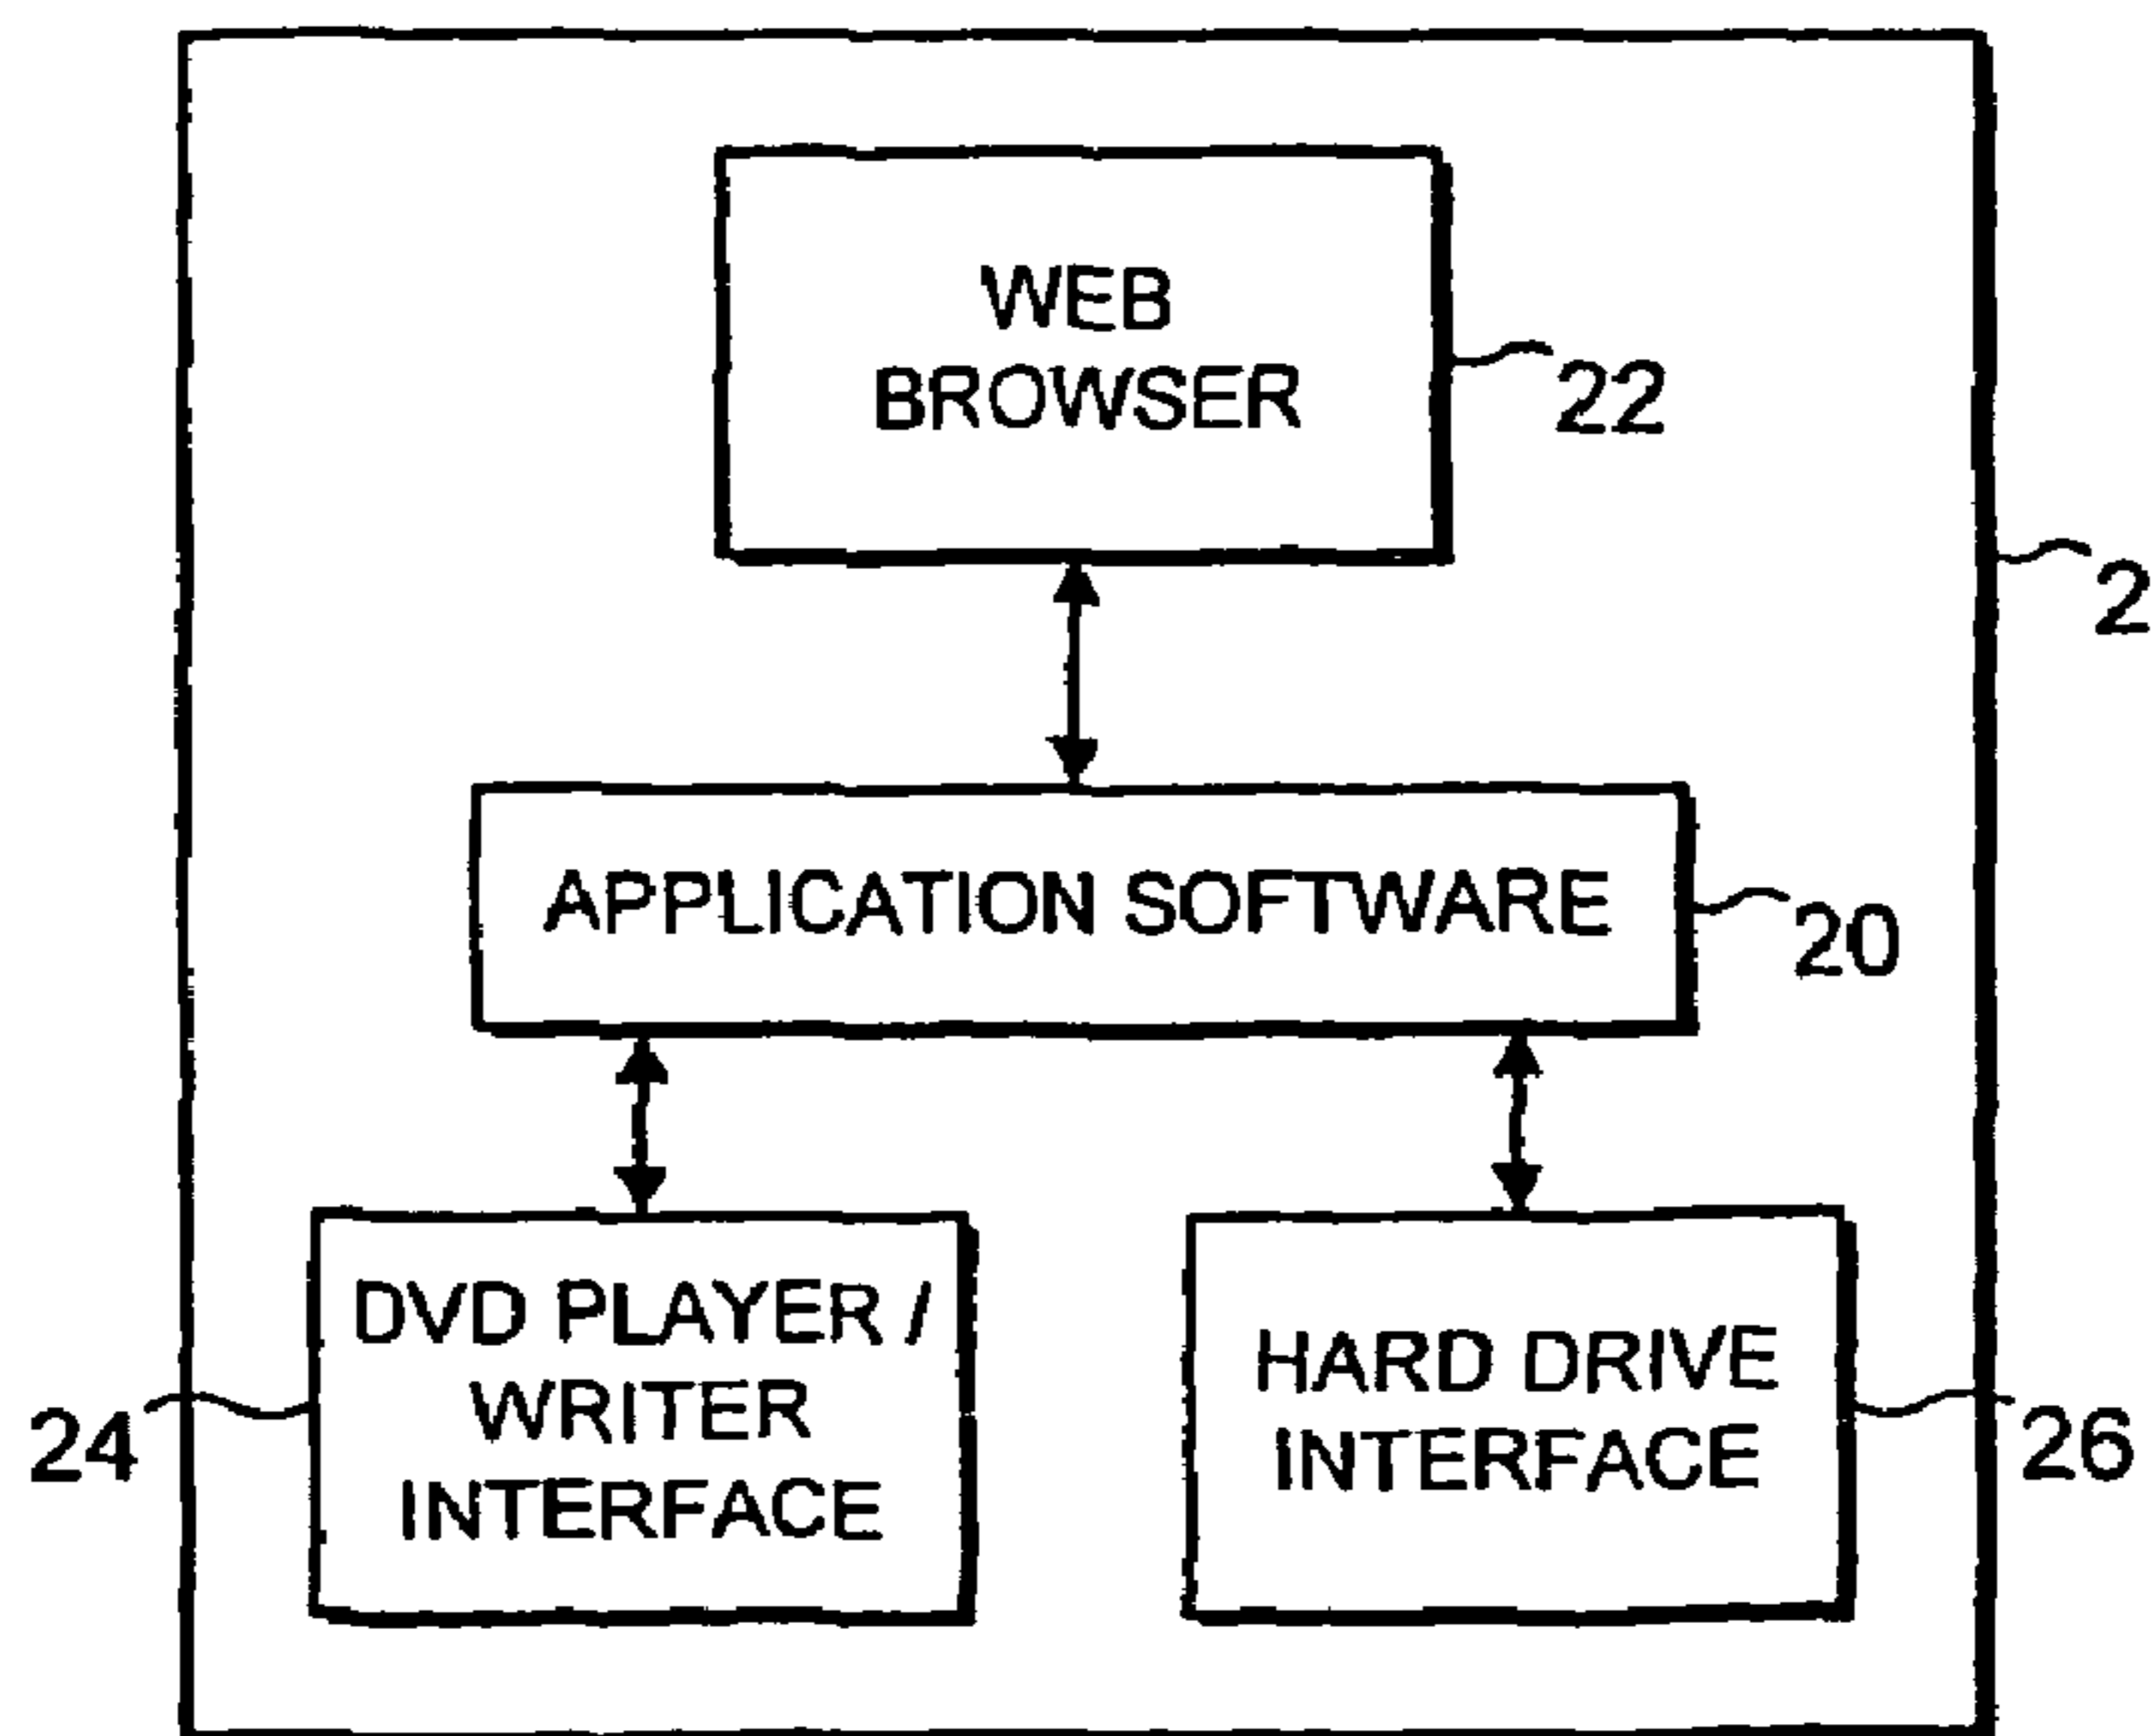 WEB
BROWSER
22
2
APPLICATION SOFTWARE
20
DVD PLAYER /
WRITER
INTERFACE
24
HARD DRIVE
INTERFACE
26